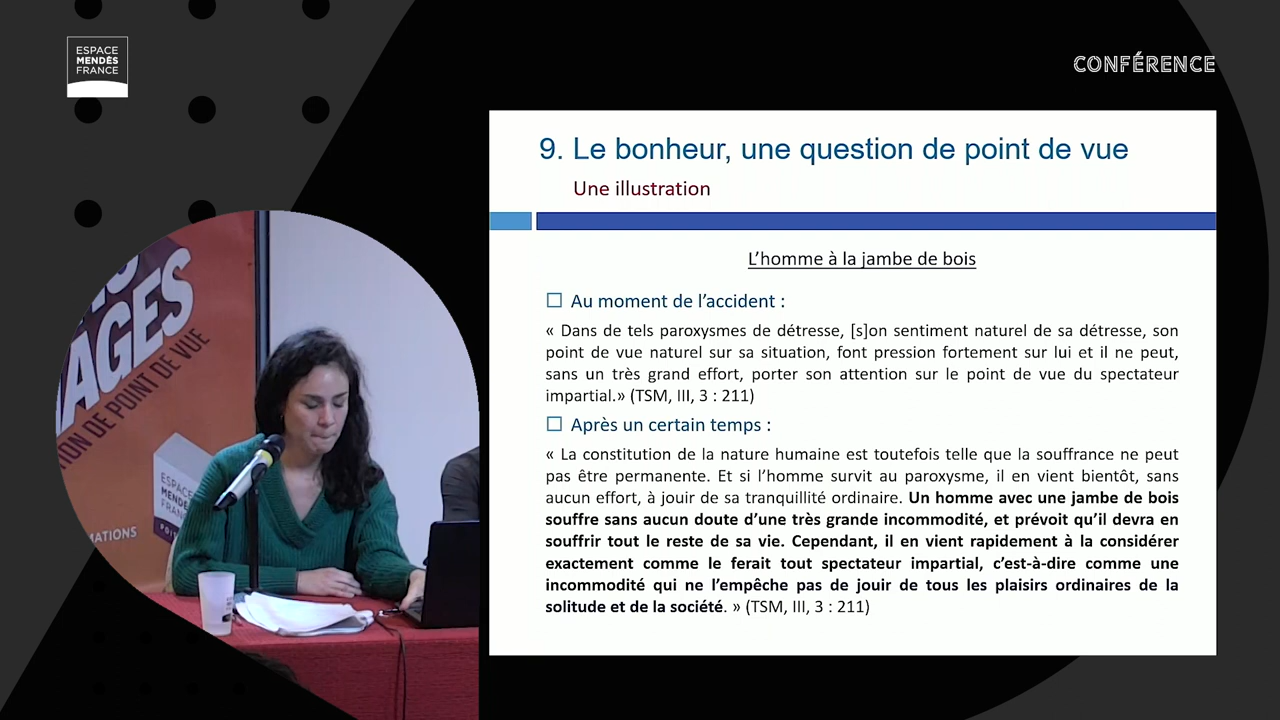 ESPACE
MENDÈS
FRANCE
CONFÉRENCE
9. Le bonheur, une question de point de vue
Une illustration
L’homme à la jambe de bois
Au moment de l’accident :
« Dans de tels paroxysmes de détresse, [s]on sentiment naturel de sa détresse, son
point de vue naturel sur sa situation, font pression fortement sur lui et il ne peut,
sans un très grand effort, porter son attention sur le point de vue du spectateur
impartial.» (TSM, III, 3 : 211)
Après un certain temps :
« La constitution de la nature humaine est toutefois telle que la souffrance ne peut
pas être permanente. Et si l’homme survit au paroxysme, il en vient bientôt, sans
aucun effort, à jouir de sa tranquillité ordinaire. Un homme avec une jambe de bois
souffre sans aucun doute d’une très grande incommodité, et prévoit qu’il devra en
souffrir tout le reste de sa vie. Cependant, il en vient rapidement à la considérer
exactement comme le ferait tout spectateur impartial, c’est-à-dire comme une
incommodité qui ne l’empêche pas de jouir de tous les plaisirs ordinaires de la
solitude et de la société. » (TSM, III, 3 : 211)
AGES
ION DE POINT DE VUE
ESPACE
MENDÈ
FRANC
MATIONS